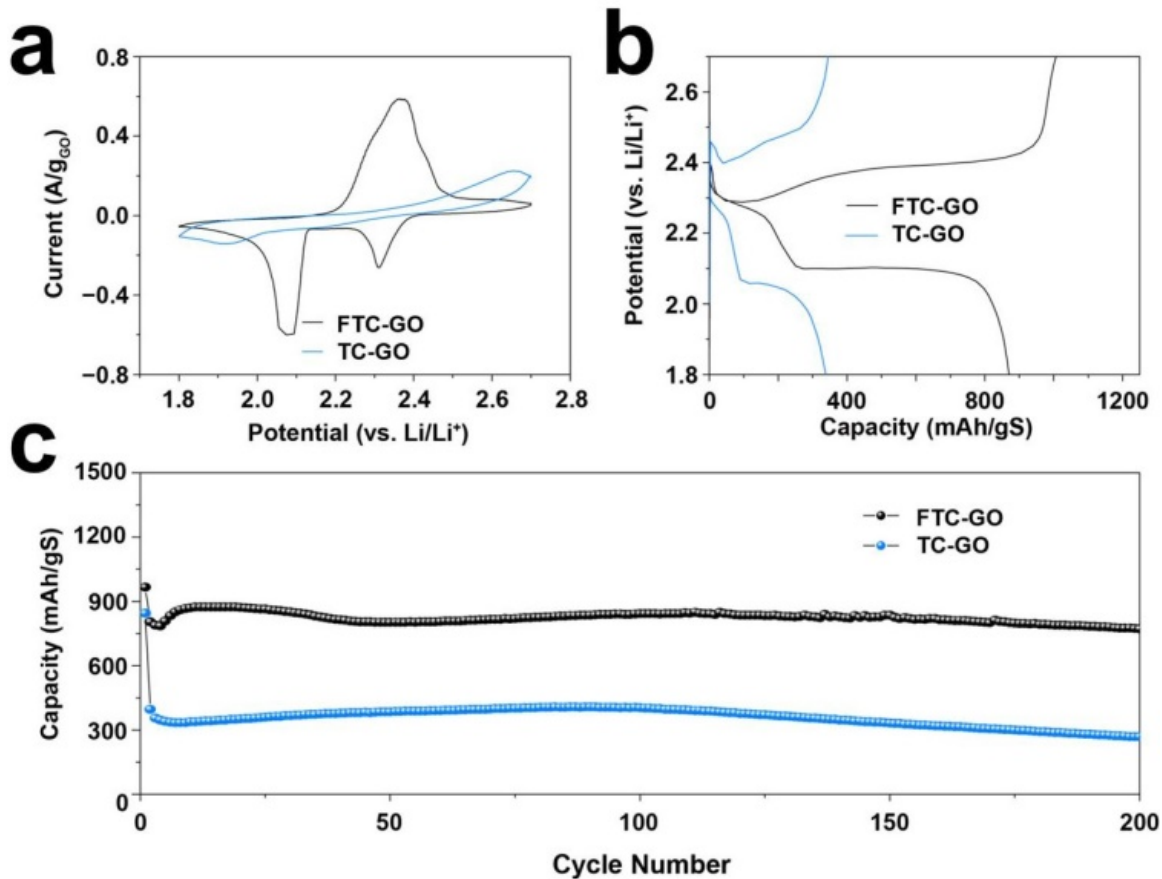 a
0.8
0.4
0.0
−0.4
−0.8
Current (A/gGO)
FTC-GO
TC-GO
1.8 2.0 2.2 2.4 2.6 2.8
Potential (vs. Li/Li⁺)
b
2.6
2.4
2.2
2.0
1.8
Potential (vs. Li/Li⁺)
FTC-GO
TC-GO
0 400 800 1200
Capacity (mAh/gS)
c
1500
1200
900
600
300
0
Capacity (mAh/gS)
FTC-GO
TC-GO
0 50 100 150 200
Cycle Number